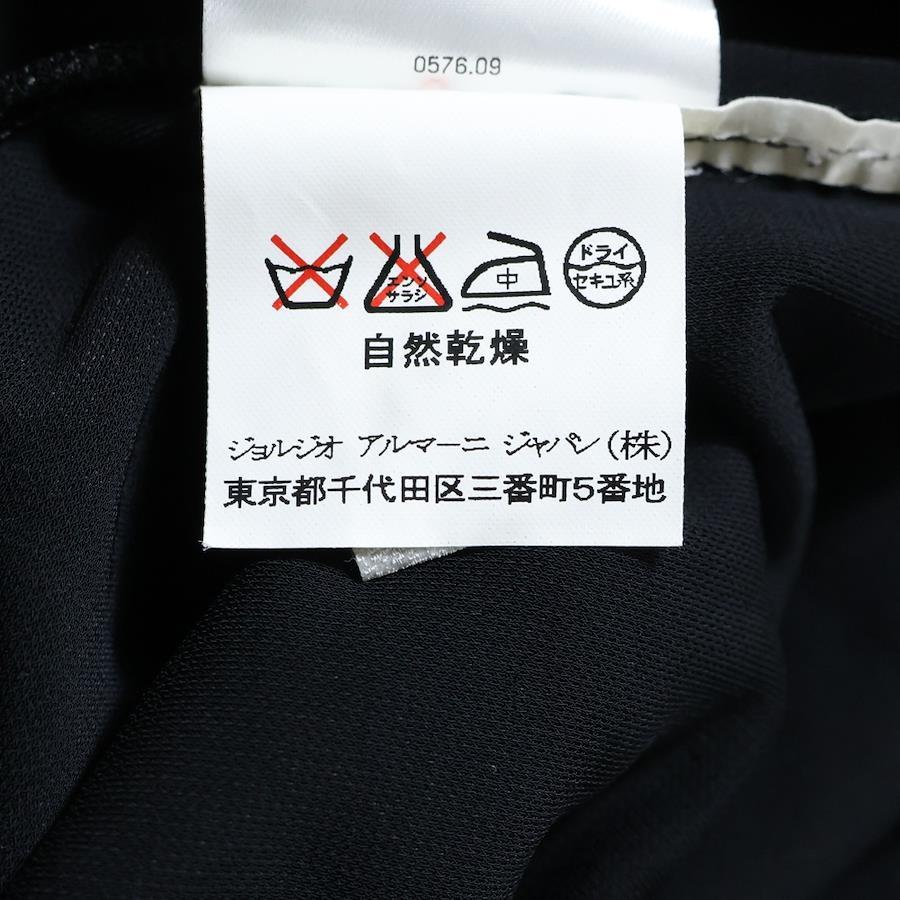 0576.09
エンソ
サラシ
中
ドライ
セキユ系
自然乾燥
ジョルジオ アルマーニ ジャパン(株)
東京都千代田区三番町5番地